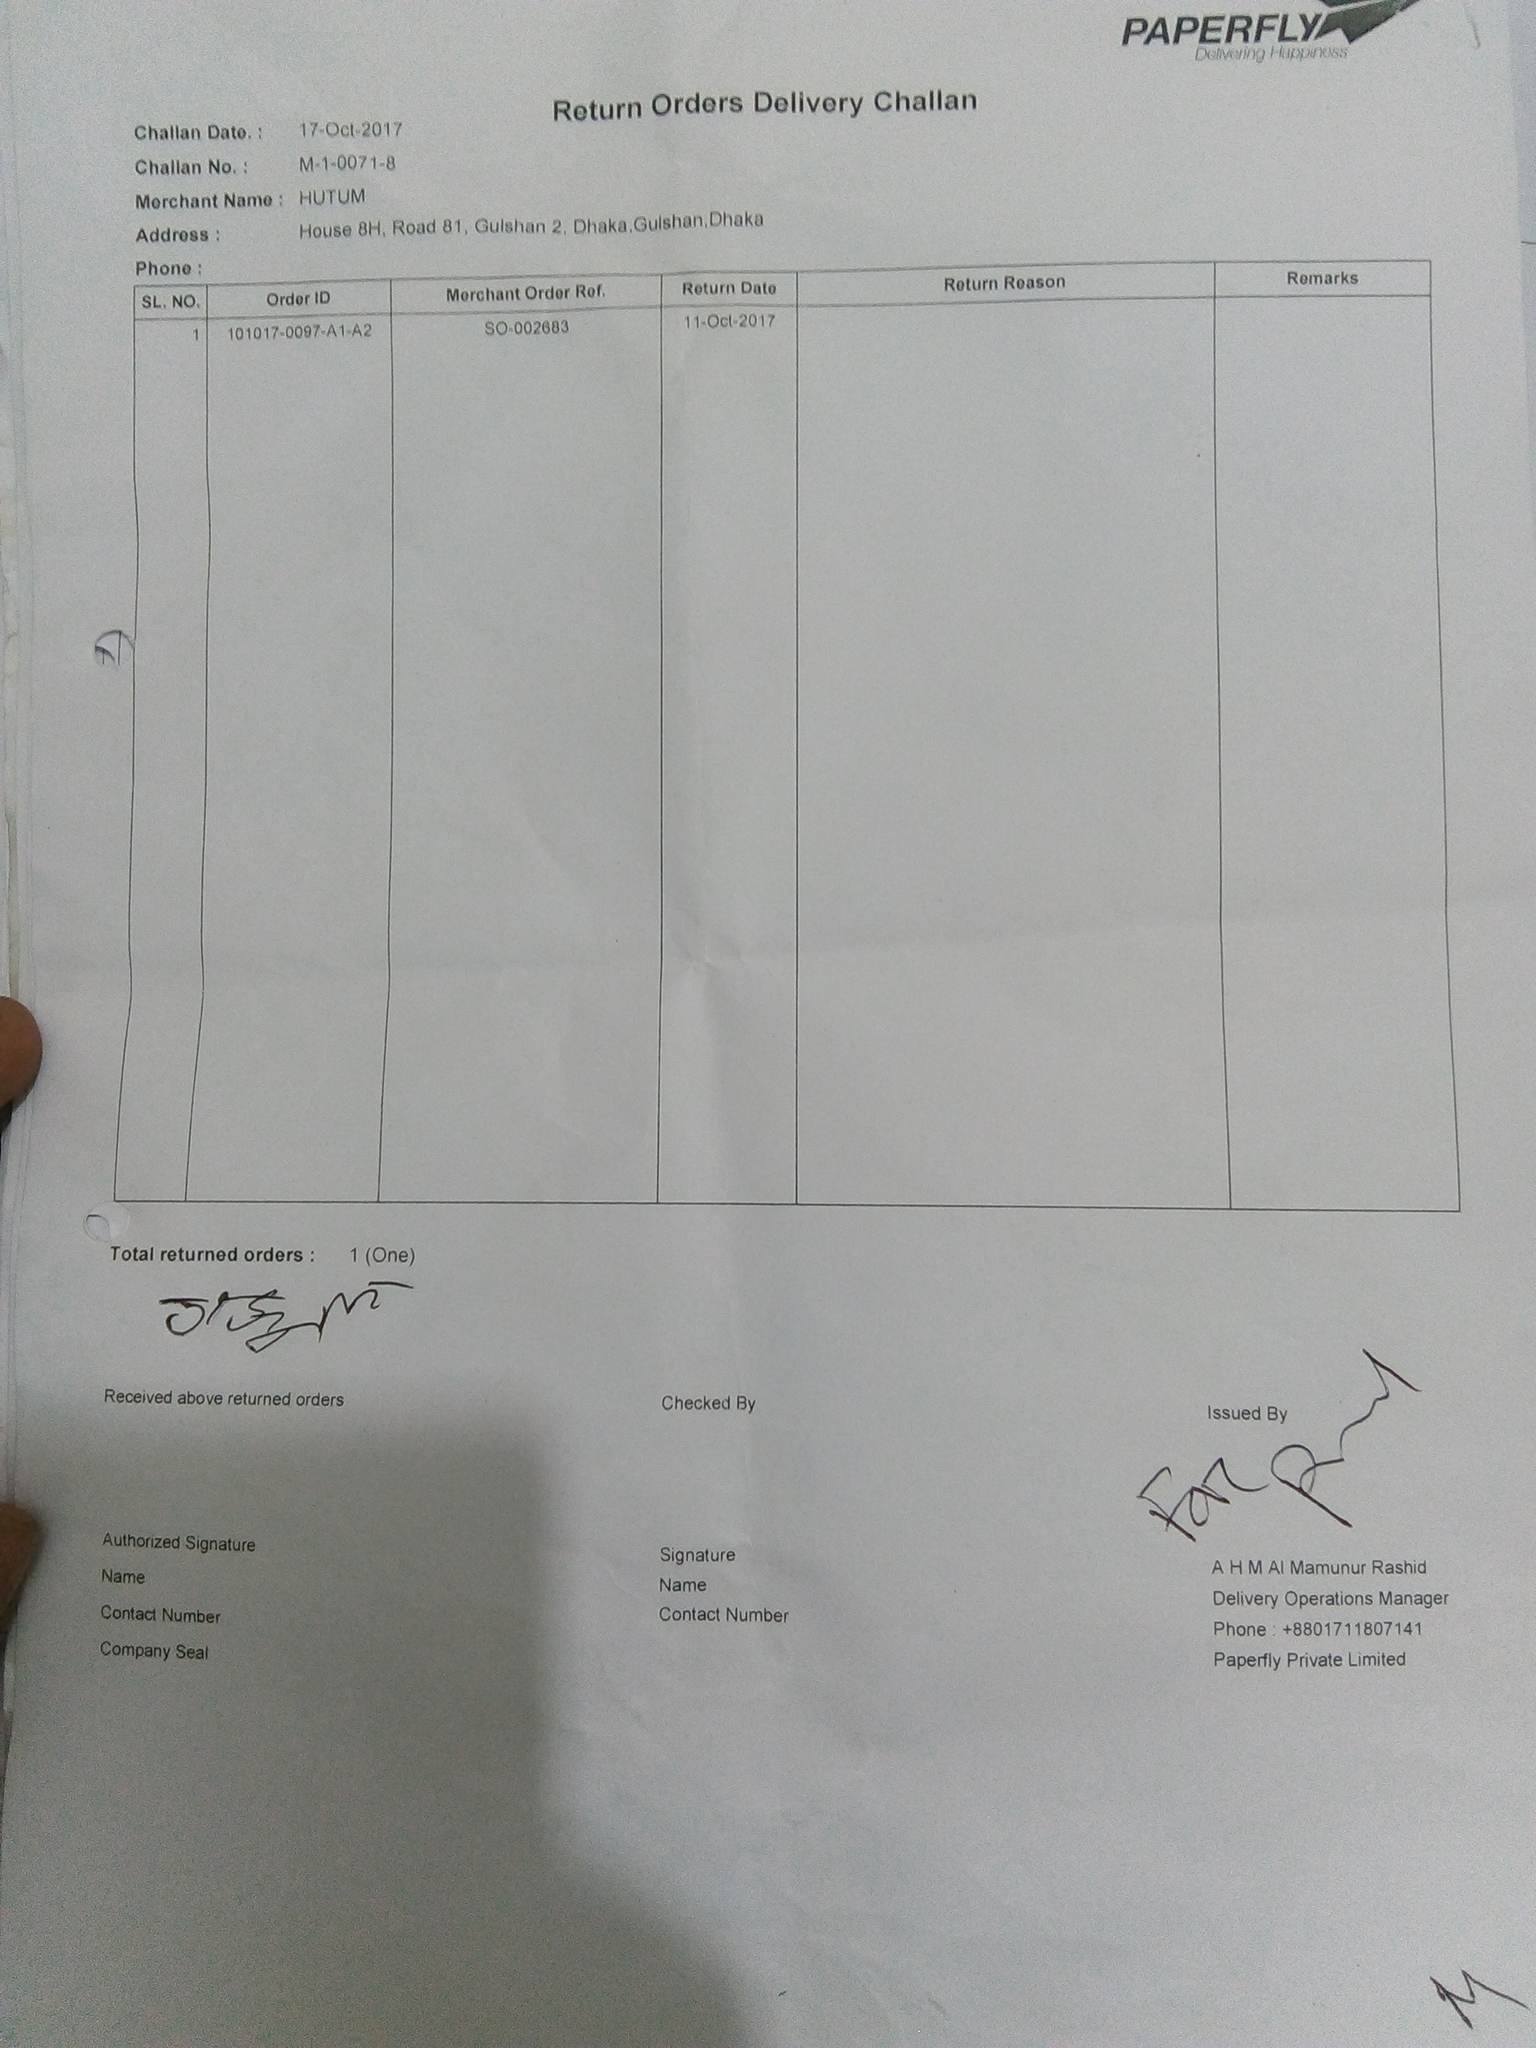 PAPERFLY
Delivering Happiness
Return Orders Delivery Challan
Challan Date. : 17-Oct-2017
Challan No. : M-1-0071-8
Merchant Name : HUTUM
Address : House 8H, Road 81, Gulshan 2, Dhaka,Gulshan,Dhaka
Phone :
SL. NO. Order ID Merchant Order Ref. Return Date Return Reason Remarks
1 101017-0097-A1-A2 SO-002683 11-Oct-2017
Total returned orders : 1 (One)
Received above returned orders Checked By Issued By
For
Authorized Signature Signature A H M Al Mamunur Rashid
Name Name Delivery Operations Manager
Contact Number Contact Number Phone : +8801711807141
Company Seal Paperfly Private Limited